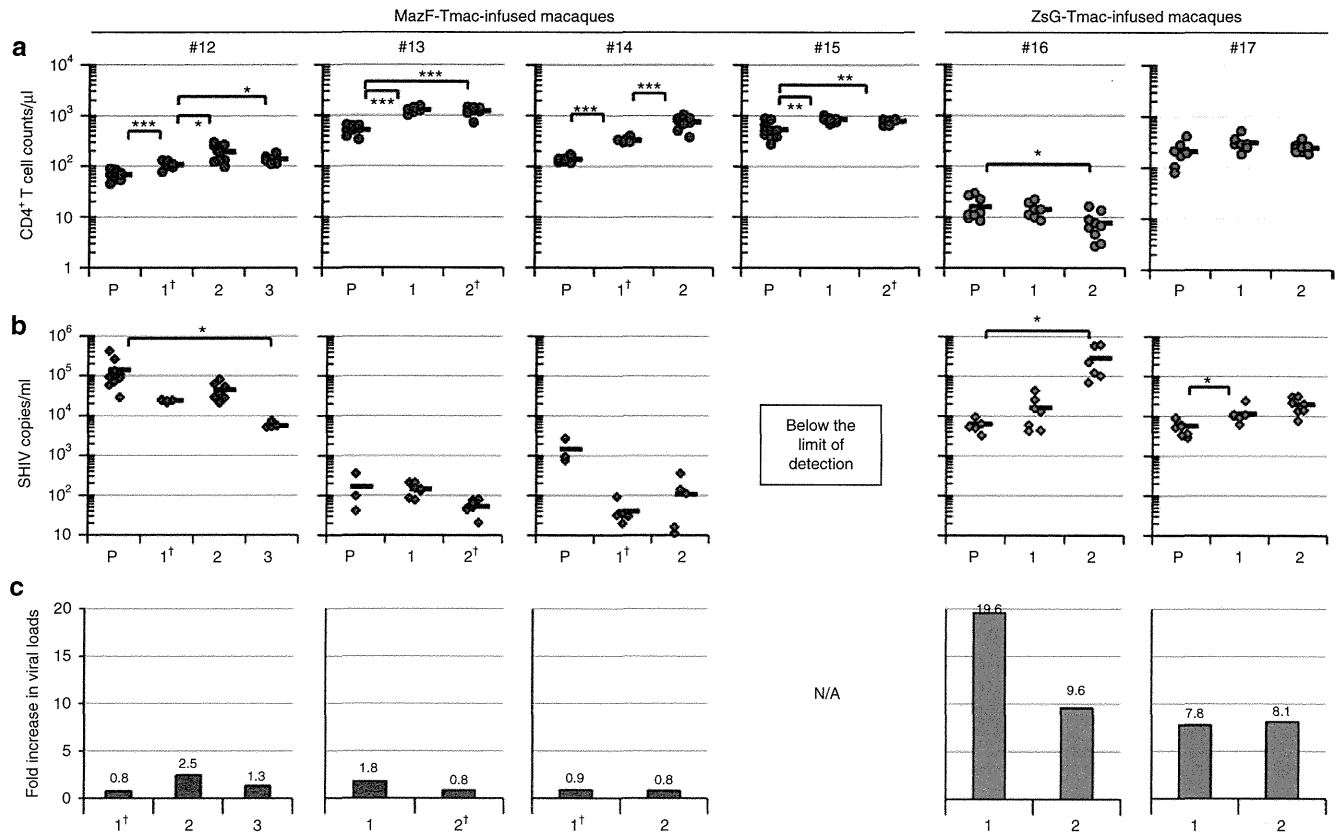 MazF-Tmac-infused macaques
ZsG-Tmac-infused macaques
a
#12
#13
#14
#15
#16
#17
CD4⁺ T cell counts/μl
10⁴
10³
10²
10
1
***
*
*
***
***
***
***
**
**
*
P 1† 2 3
P 1 2†
P 1† 2
P 1 2†
P 1 2
P 1 2
b
SHIV copies/ml
10⁶
10⁵
10⁴
10³
10²
10
*
*
*
Below the
limit of
detection
P 1† 2 3
P 1 2†
P 1† 2
P 1 2
P 1 2
c
Fold increase in viral loads
20
15
10
5
0
0.8 2.5 1.3
1.8 0.8
0.9 0.8
N/A
19.6 9.6
7.8 8.1
1† 2 3
1 2†
1† 2
1 2
1 2